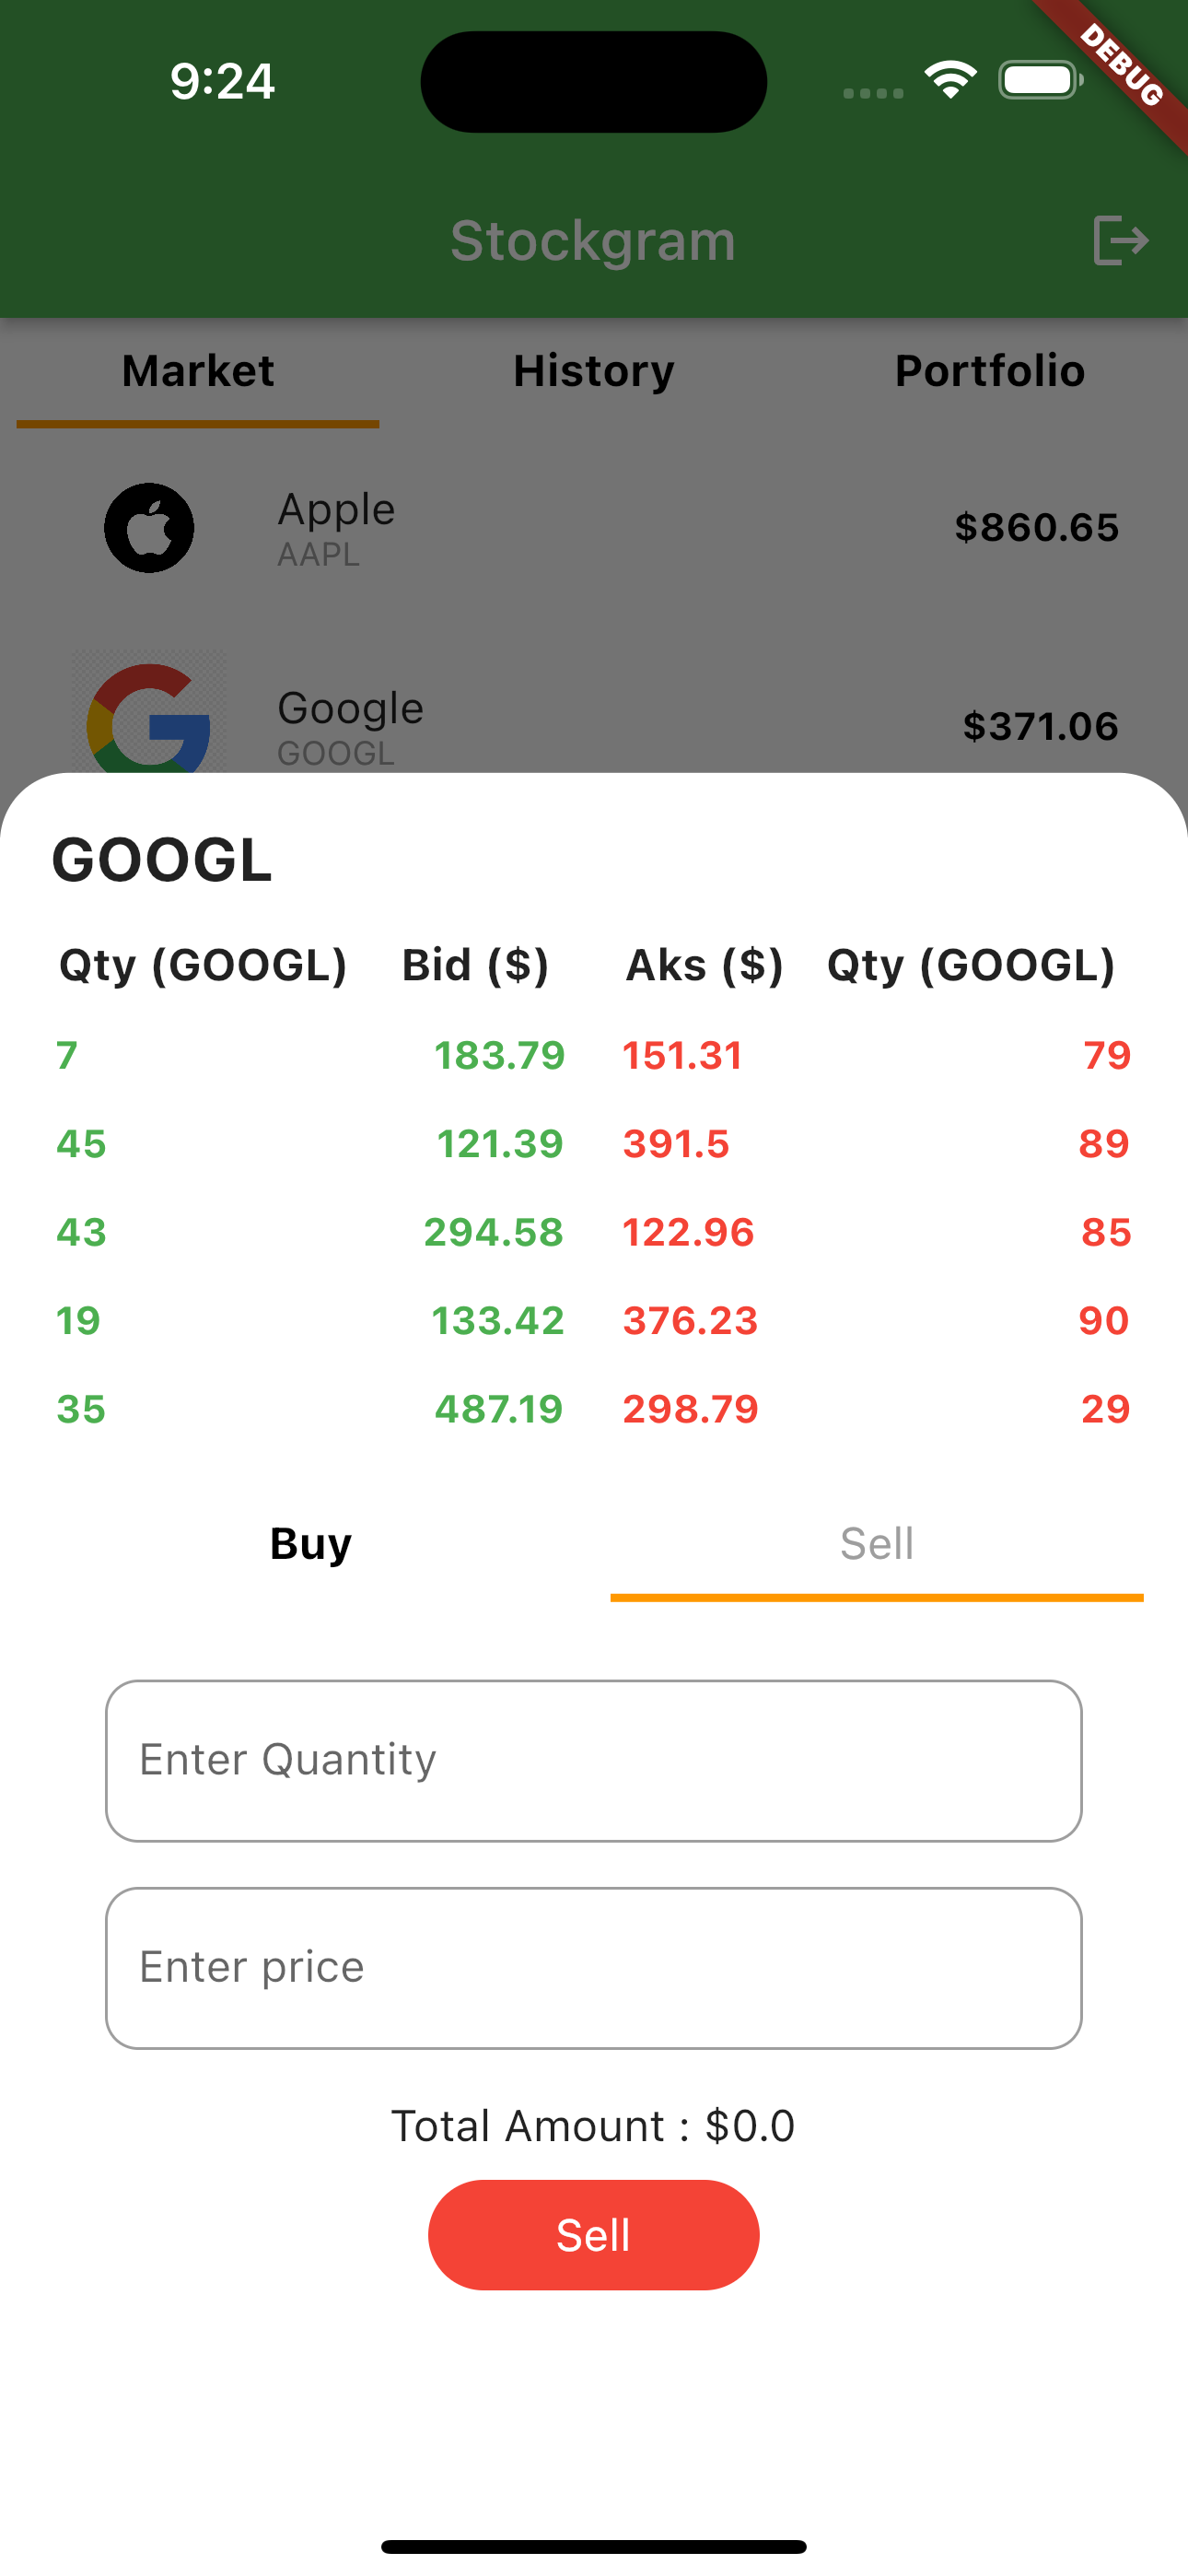 9:24
DEBUG
Stockgram
Market History Portfolio
Apple
AAPL
$860.65
Google
GOOGL
$371.06
GOOGL
Qty (GOOGL) Bid ($) Aks ($) Qty (GOOGL)
7 183.79 151.31 79
45 121.39 391.5 89
43 294.58 122.96 85
19 133.42 376.23 90
35 487.19 298.79 29
Buy Sell
Enter Quantity
Enter price
Total Amount : $0.0
Sell